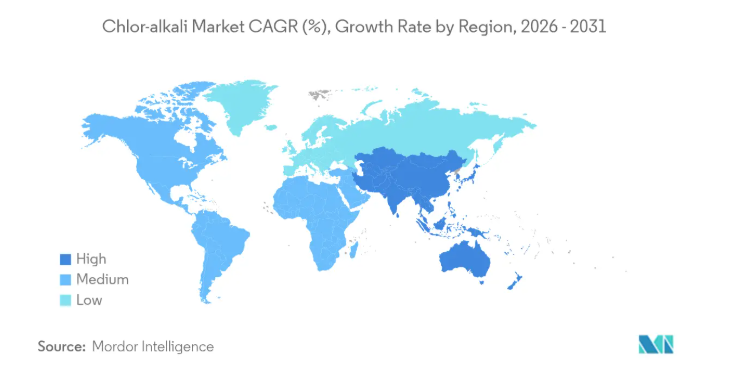 Chlor-alkali Market CAGR (%), Growth Rate by Region, 2026 - 2031
High
Medium
Low
Source: Mordor Intelligence